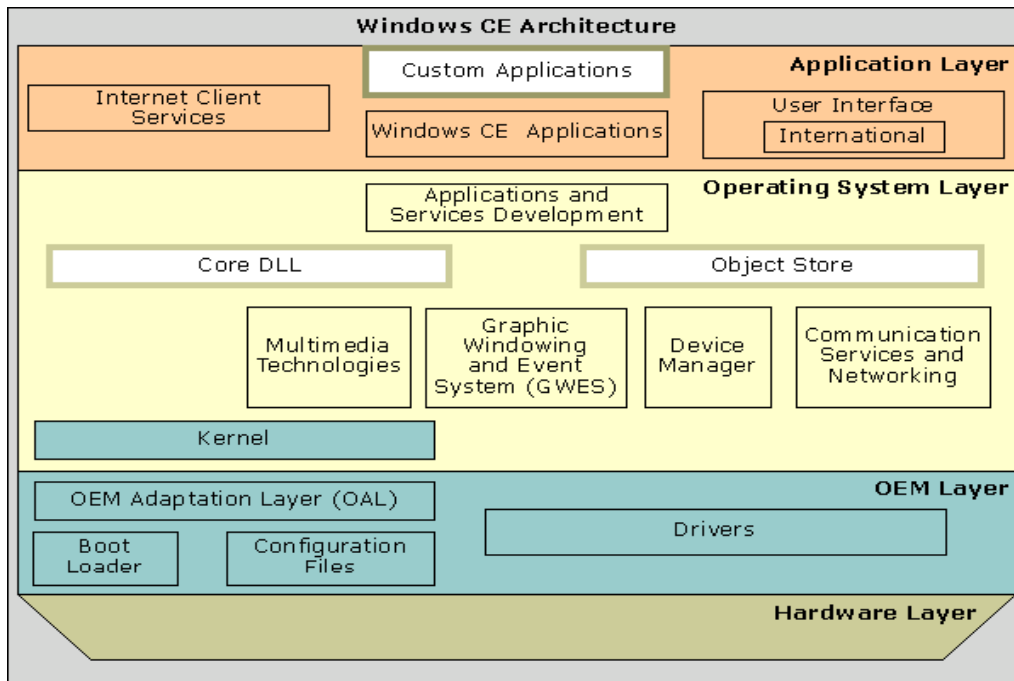 Windows CE Architecture
Application Layer
Custom Applications
Internet Client
Services
Windows CE Applications
User Interface
International
Operating System Layer
Applications and
Services Development
Core DLL
Object Store
Multimedia
Technologies
Graphic
Windowing
and Event
System (GWES)
Device
Manager
Communication
Services and
Networking
Kernel
OEM Layer
OEM Adaptation Layer (OAL)
Boot
Loader
Configuration
Files
Drivers
Hardware Layer